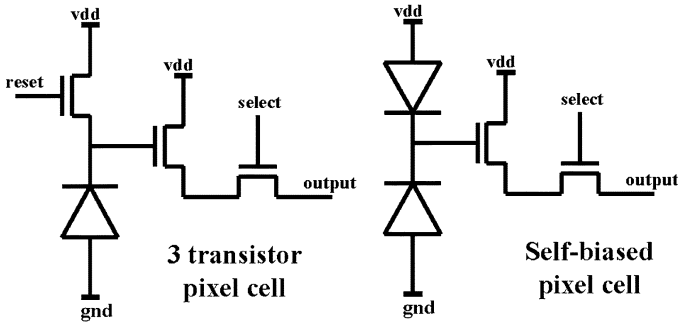 vdd
reset
vdd
select
output
gnd
3 transistor
pixel cell
vdd
vdd
select
output
gnd
Self-biased
pixel cell